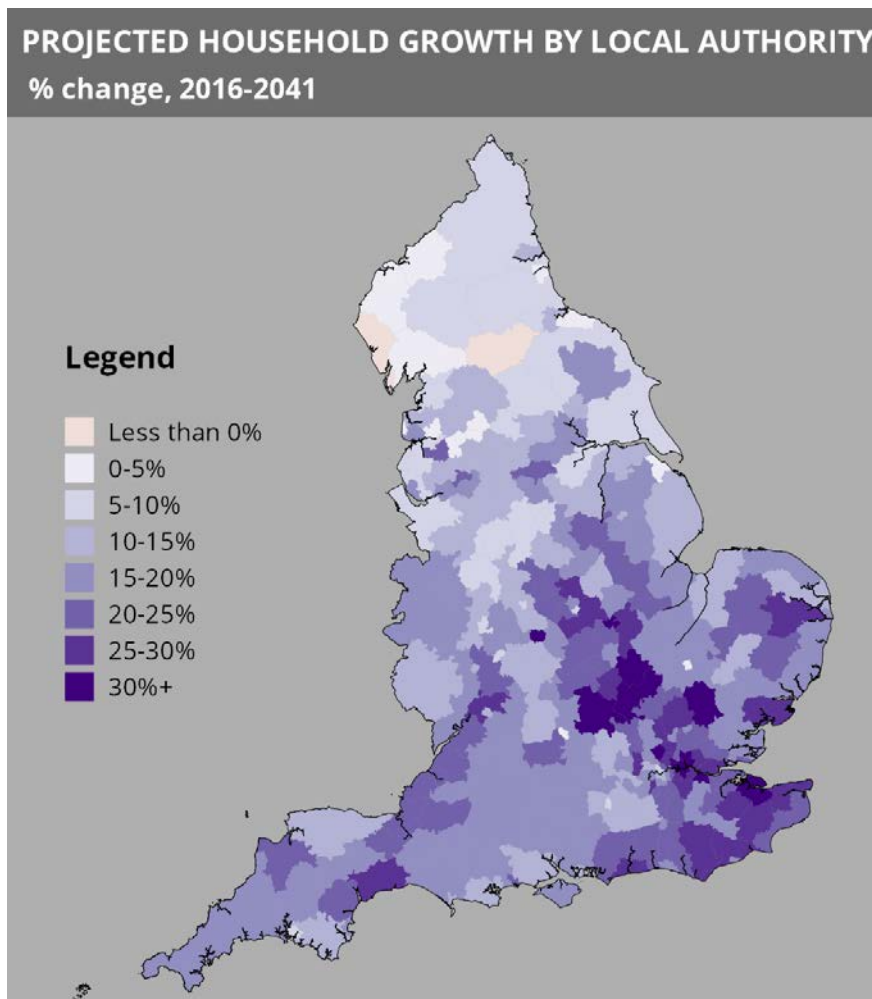 PROJECTED HOUSEHOLD GROWTH BY LOCAL AUTHORITY
% change, 2016-2041
Legend
Less than 0%
0-5%
5-10%
10-15%
15-20%
20-25%
25-30%
30%+